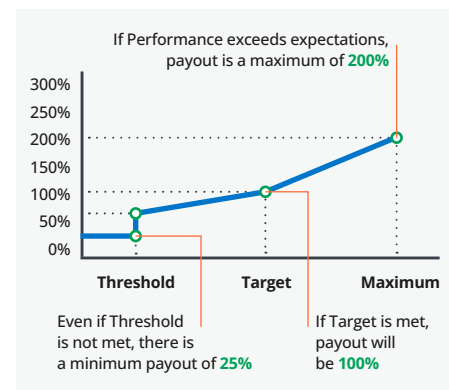 If Performance exceeds expectations,
payout is a maximum of 200%
300%
250%
200%
150%
100%
50%
0%
Threshold
Target
Maximum
Even if Threshold
is not met, there is
a minimum payout of 25%
If Target is met,
payout will
be 100%